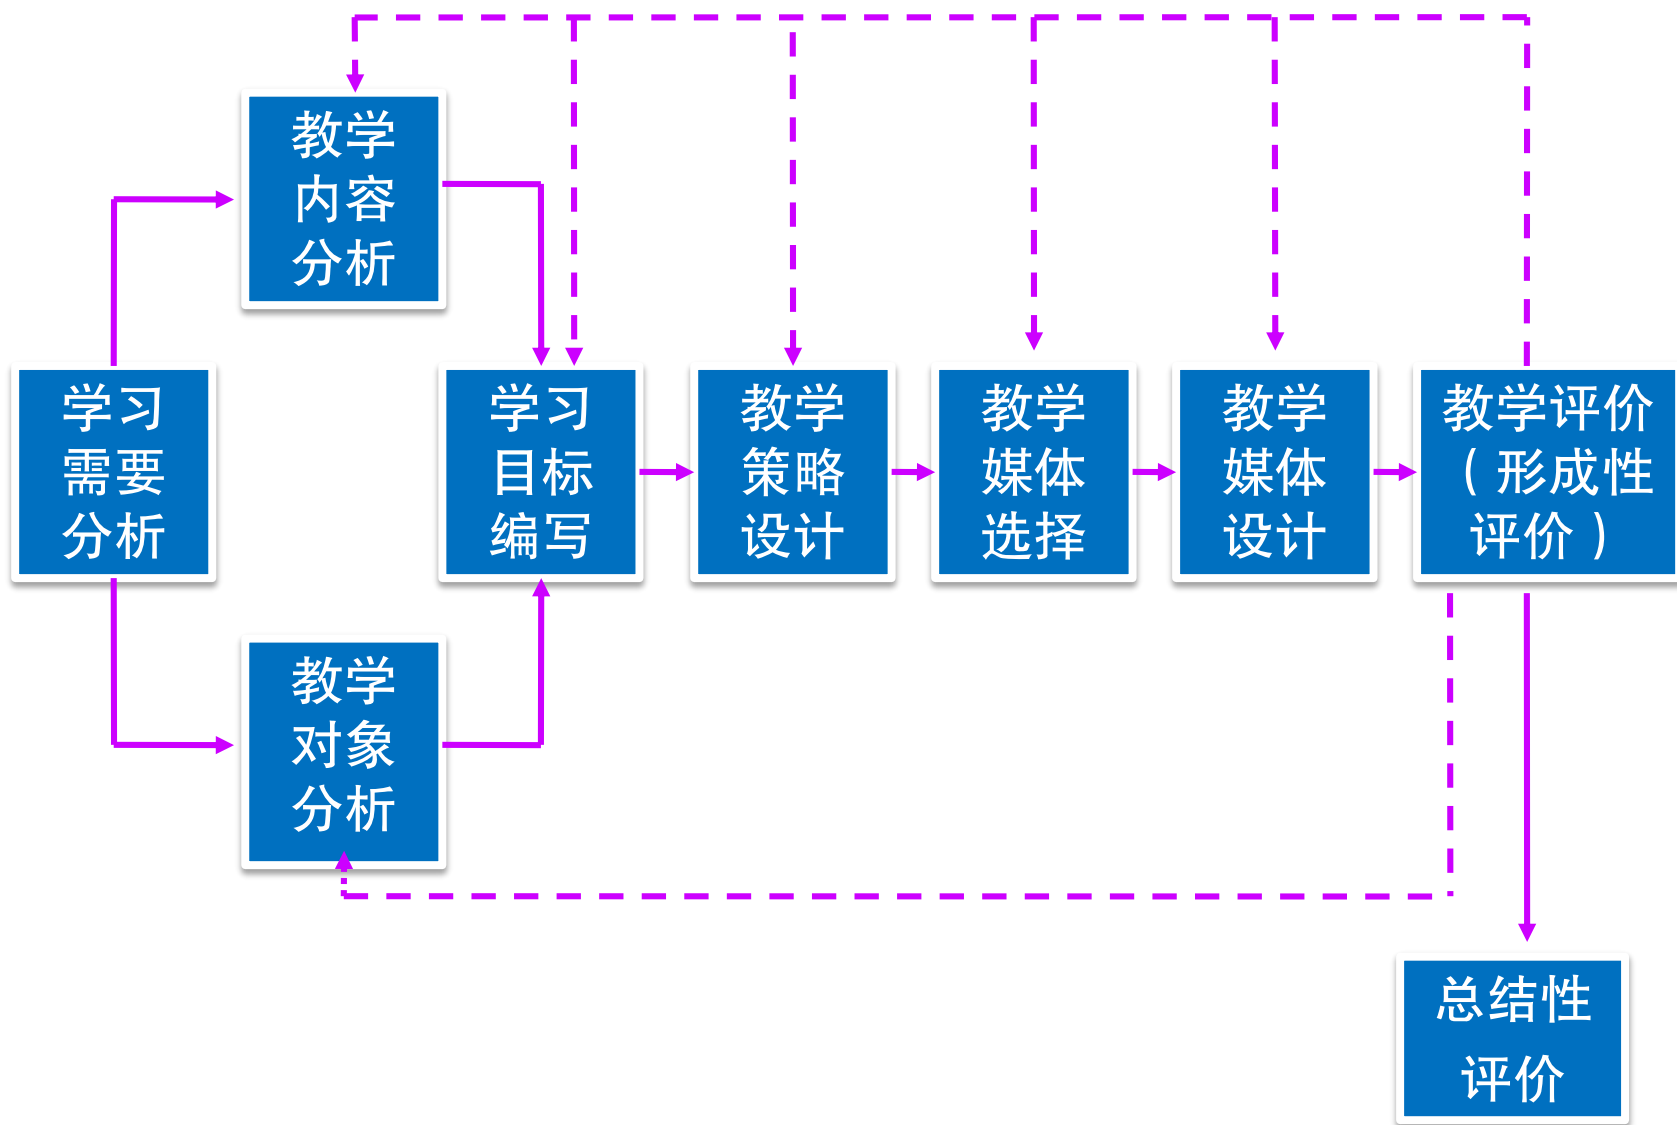 教学
内容
分析
学习
需要
分析
学习
目标
编写
教学
策略
设计
教学
媒体
选择
教学
媒体
设计
教学评价
（形成性
评价）
教学
对象
分析
总结性
评价